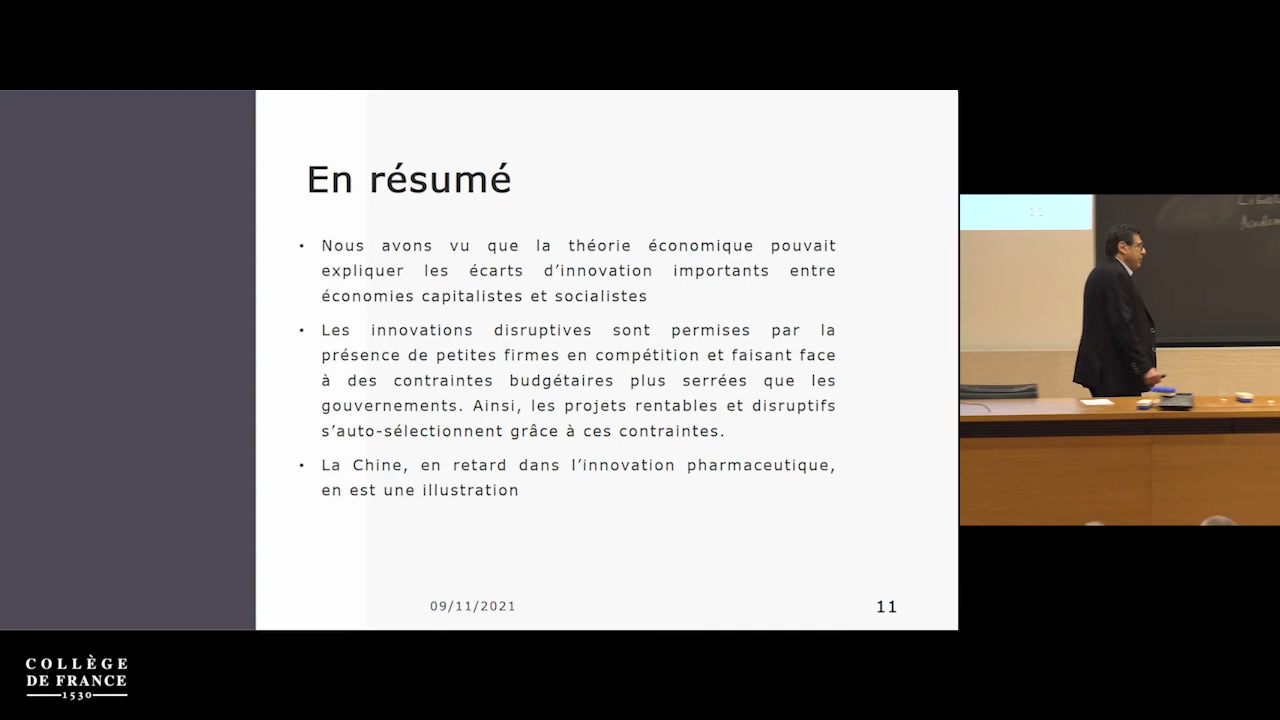 En résumé
• Nous avons vu que la théorie économique pouvait
expliquer les écarts d’innovation importants entre
économies capitalistes et socialistes
• Les innovations disruptives sont permises par la
présence de petites firmes en compétition et faisant face
à des contraintes budgétaires plus serrées que les
gouvernements. Ainsi, les projets rentables et disruptifs
s’auto-sélectionnent grâce à ces contraintes.
• La Chine, en retard dans l’innovation pharmaceutique,
en est une illustration
09/11/2021
11
COLLÈGE
DE FRANCE
1530